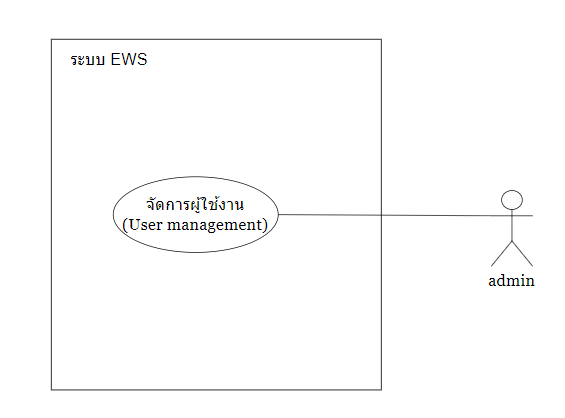 ระบบ EWS
จัดการผู้ใช้งาน
(User management)
admin